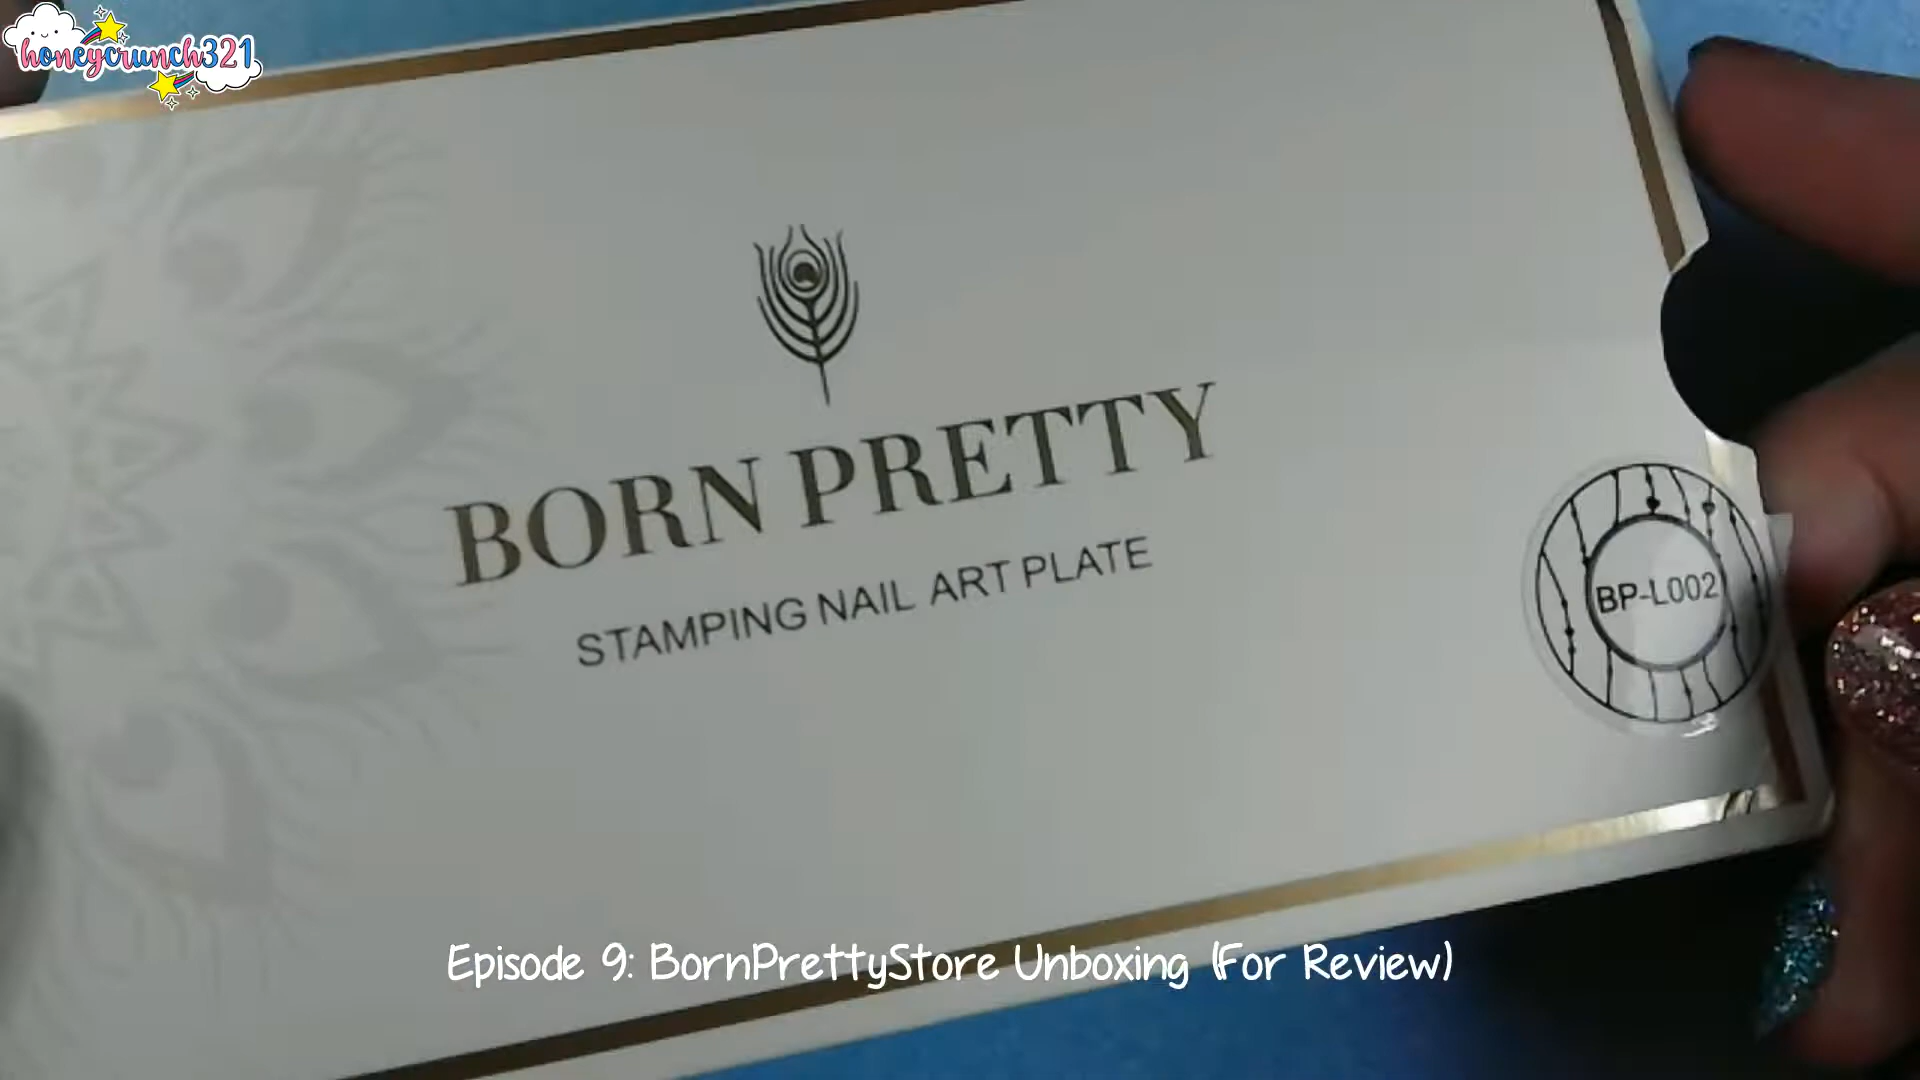 honeycrunch321
BORN PRETTY
STAMPING NAIL ART PLATE
BP-L002
Episode 9: BornPrettyStore Unboxing (For Review)